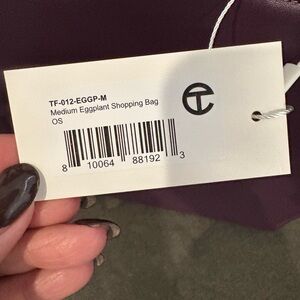 TF-012-EGGP-M
Medium Eggplant Shopping Bag
OS
8 10064 88192 3